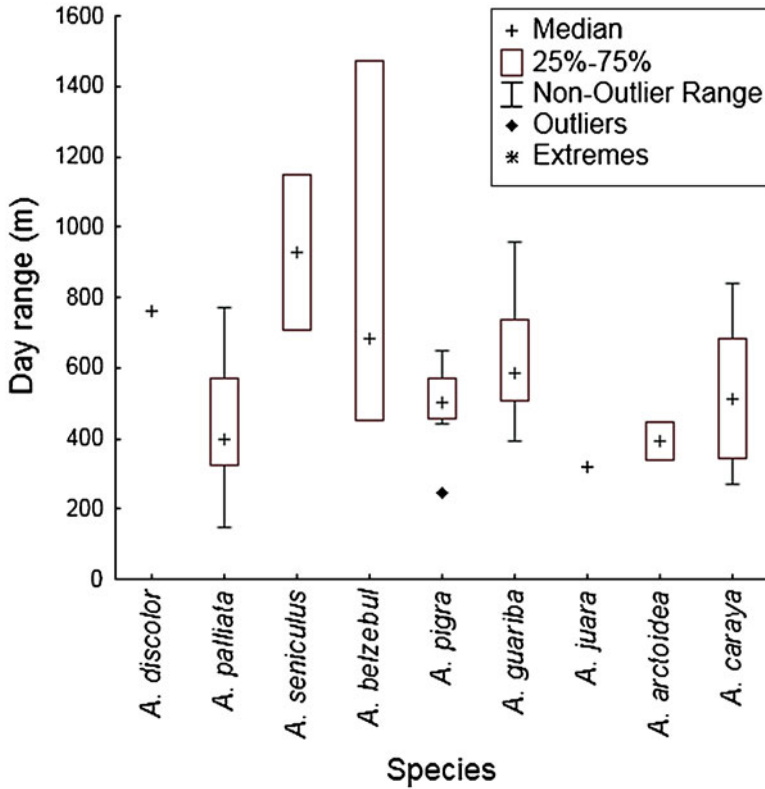 1600
1400
1200
1000
800
600
400
200
0
Day range (m)
Median
25%-75%
Non-Outlier Range
Outliers
Extremes
A. discolor
A. palliata
A. seniculus
A. belzebul
A. pigra
A. guariba
A. juara
A. arctoidea
A. caraya
Species